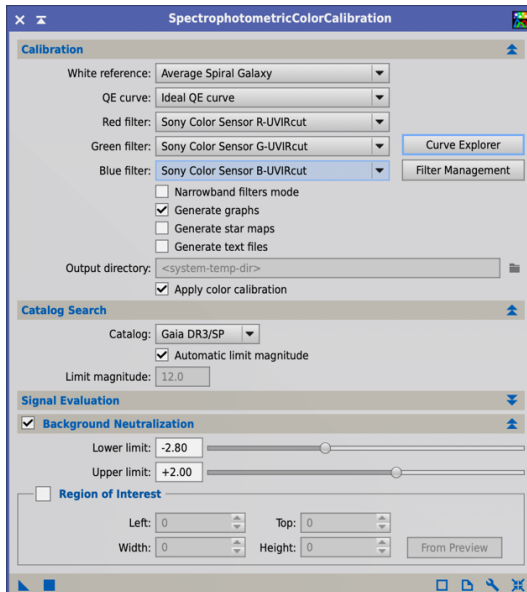 SpectrophotometricColorCalibration
Calibration
White reference: Average Spiral Galaxy
QE curve: Ideal QE curve
Red filter: Sony Color Sensor R-UVIRcut
Green filter: Sony Color Sensor G-UVIRcut Curve Explorer
Blue filter: Sony Color Sensor B-UVIRcut Filter Management
Narrowband filters mode
Generate graphs
Generate star maps
Generate text files
Output directory: <system-temp-dir>
Apply color calibration
Catalog Search
Catalog: Gaia DR3/SP
Automatic limit magnitude
Limit magnitude: 12.0
Signal Evaluation
Background Neutralization
Lower limit: -2.80
Upper limit: +2.00
Region of Interest
Left: 0 Top: 0
Width: 0 Height: 0 From Preview